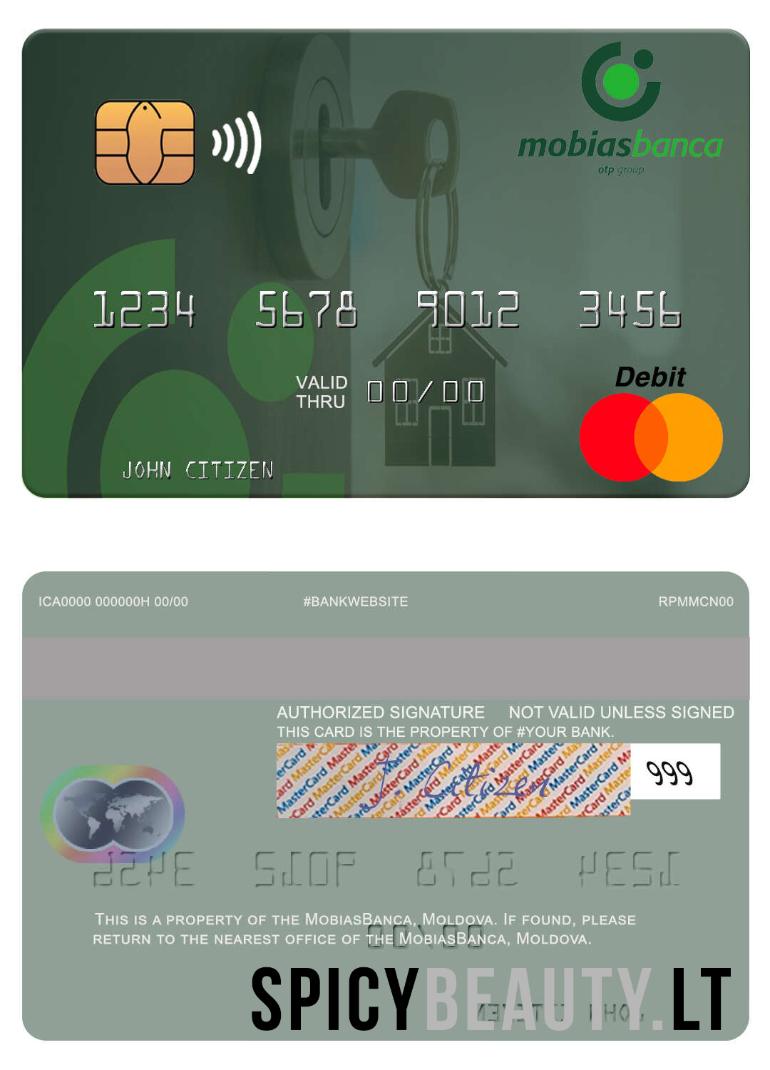 mobiasbanca
otp group
1234 5678 9012 3456
VALID
THRU
00/00
Debit
JOHN CITIZEN
ICA0000 000000H 00/00 #BANKWEBSITE RPMMCN00
AUTHORIZED SIGNATURE NOT VALID UNLESS SIGNED
THIS CARD IS THE PROPERTY OF #YOUR BANK.
MasterCard MasterCard MasterCard
J. Citizen
999
THIS IS A PROPERTY OF THE MOBIASBANCA, MOLDOVA. IF FOUND, PLEASE
RETURN TO THE NEAREST OFFICE OF THE MOBIASBANCA, MOLDOVA.
SPICYBEAUTY.LT